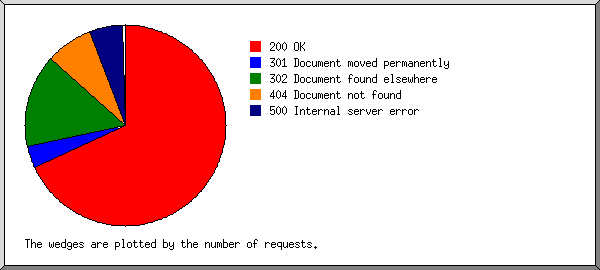 200 OK
301 Document moved permanently
302 Document found elsewhere
404 Document not found
500 Internal server error
The wedges are plotted by the number of requests.